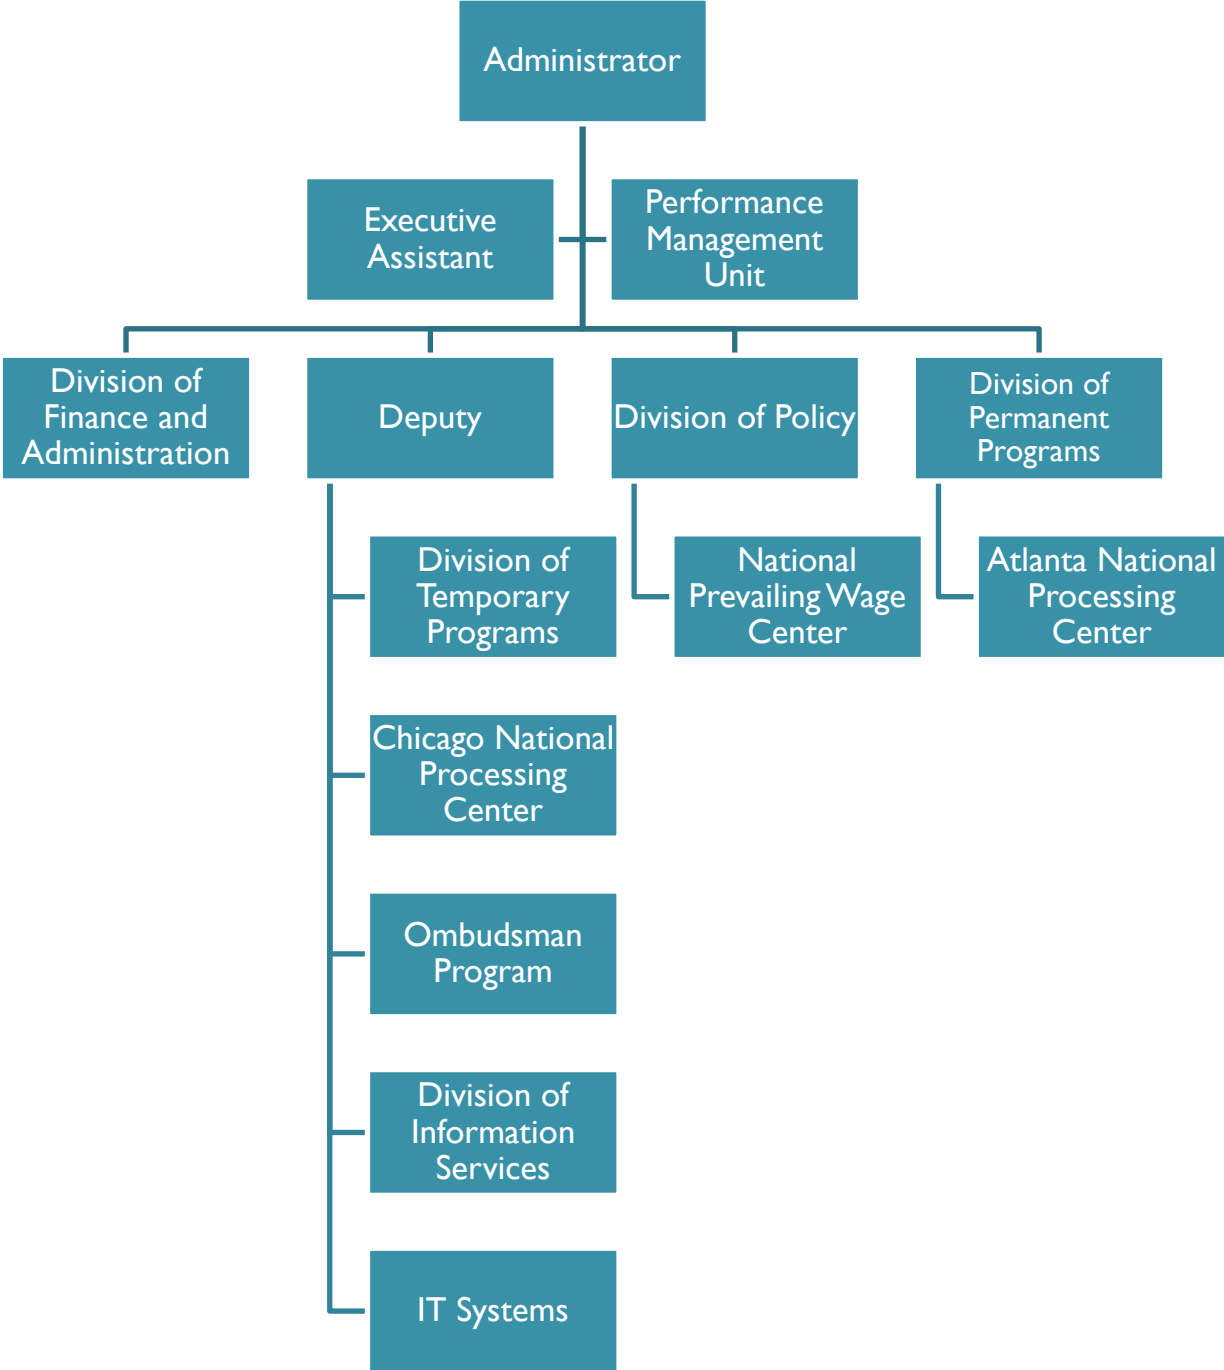 Administrator
Executive
Assistant
Performance
Management
Unit
Division of
Finance and
Administration
Deputy
Division of Policy
Division of
Permanent
Programs
Division of
Temporary
Programs
National
Prevailing Wage
Center
Atlanta National
Processing
Center
Chicago National
Processing
Center
Ombudsman
Program
Division of
Information
Services
IT Systems